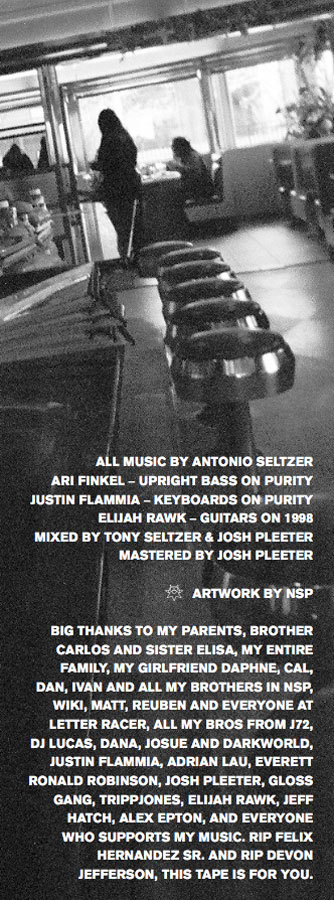 ALL MUSIC BY ANTONIO SELTZER
ARI FINKEL – UPRIGHT BASS ON PURITY
JUSTIN FLAMMIA – KEYBOARDS ON PURITY
ELIJAH RAWK – GUITARS ON 1998
MIXED BY TONY SELTZER & JOSH PLEETER
MASTERED BY JOSH PLEETER
ARTWORK BY NSP
BIG THANKS TO MY PARENTS, BROTHER
CARLOS AND SISTER ELISA, MY ENTIRE
FAMILY, MY GIRLFRIEND DAPHNE, CAL,
DAN, IVAN AND ALL MY BROTHERS IN NSP,
WIKI, MATT, REUBEN AND EVERYONE AT
LETTER RACER, ALL MY BROS FROM J72,
DJ LUCAS, DANA, JOSUE AND DARKWORLD,
JUSTIN FLAMMIA, ADRIAN LAU, EVERETT
RONALD ROBINSON, JOSH PLEETER, GLOSS
GANG, TRIPPJONES, ELIJAH RAWK, JEFF
HATCH, ALEX EPTON, AND EVERYONE
WHO SUPPORTS MY MUSIC. RIP FELIX
HERNANDEZ SR. AND RIP DEVON
JEFFERSON, THIS TAPE IS FOR YOU.